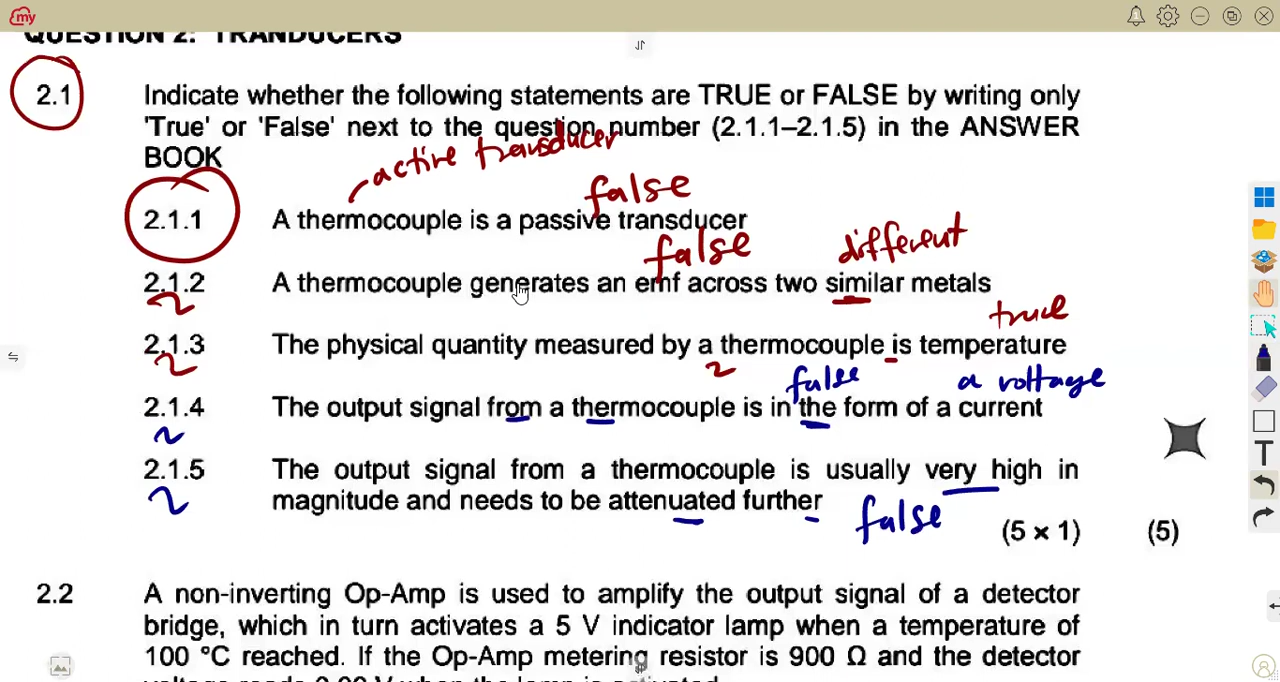 my
QUESTION 2: TRANDUCERS
2.1 Indicate whether the following statements are TRUE or FALSE by writing only
'True' or 'False' next to the question number (2.1.1–2.1.5) in the ANSWER
BOOK
active transducer
false
2.1.1 A thermocouple is a passive transducer
false different
2.1.2 A thermocouple generates an emf across two similar metals
true
2.1.3 The physical quantity measured by a thermocouple is temperature
false a voltage
2.1.4 The output signal from a thermocouple is in the form of a current
2.1.5 The output signal from a thermocouple is usually very high in
magnitude and needs to be attenuated further
false
(5 × 1) (5)
2.2 A non-inverting Op-Amp is used to amplify the output signal of a detector
bridge, which in turn activates a 5 V indicator lamp when a temperature of
100 °C reached. If the Op-Amp metering resistor is 900 Ω and the detector
when the lamp is activated
T